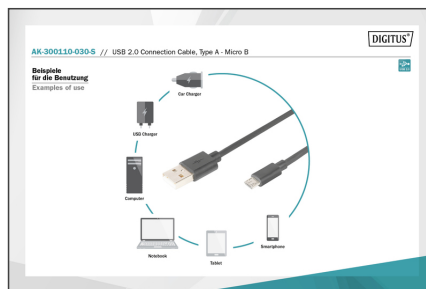 DIGITUS®
AK-300110-030-S // USB 2.0 Connection Cable, Type A - Micro B
Beispiele
für die Benutzung
Examples of use
Car Charger
USB Charger
Computer
Notebook
Tablet
Smartphone